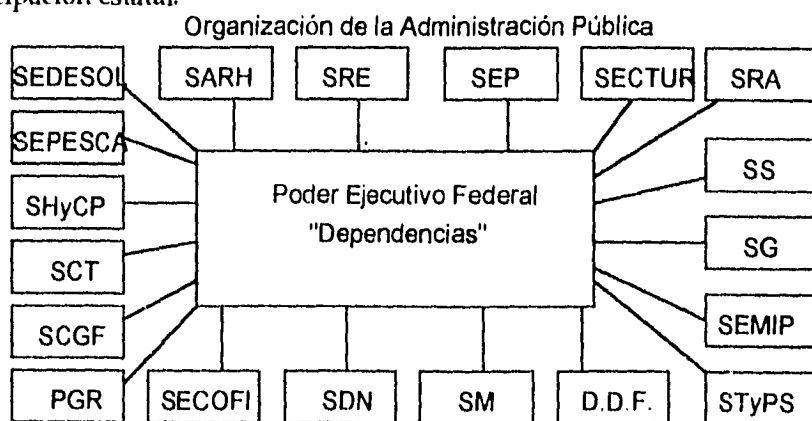 estatal.
Organización de la Administración Pública
SEDESOL SARH SRE SEP SECTUR SRA
SEPESCA
SHyCP
SCT
SCGF
PGR
Poder Ejecutivo Federal
"Dependencias"
SS
SG
SEMIP
STyPS
SECOFI SDN SM D.D.F.